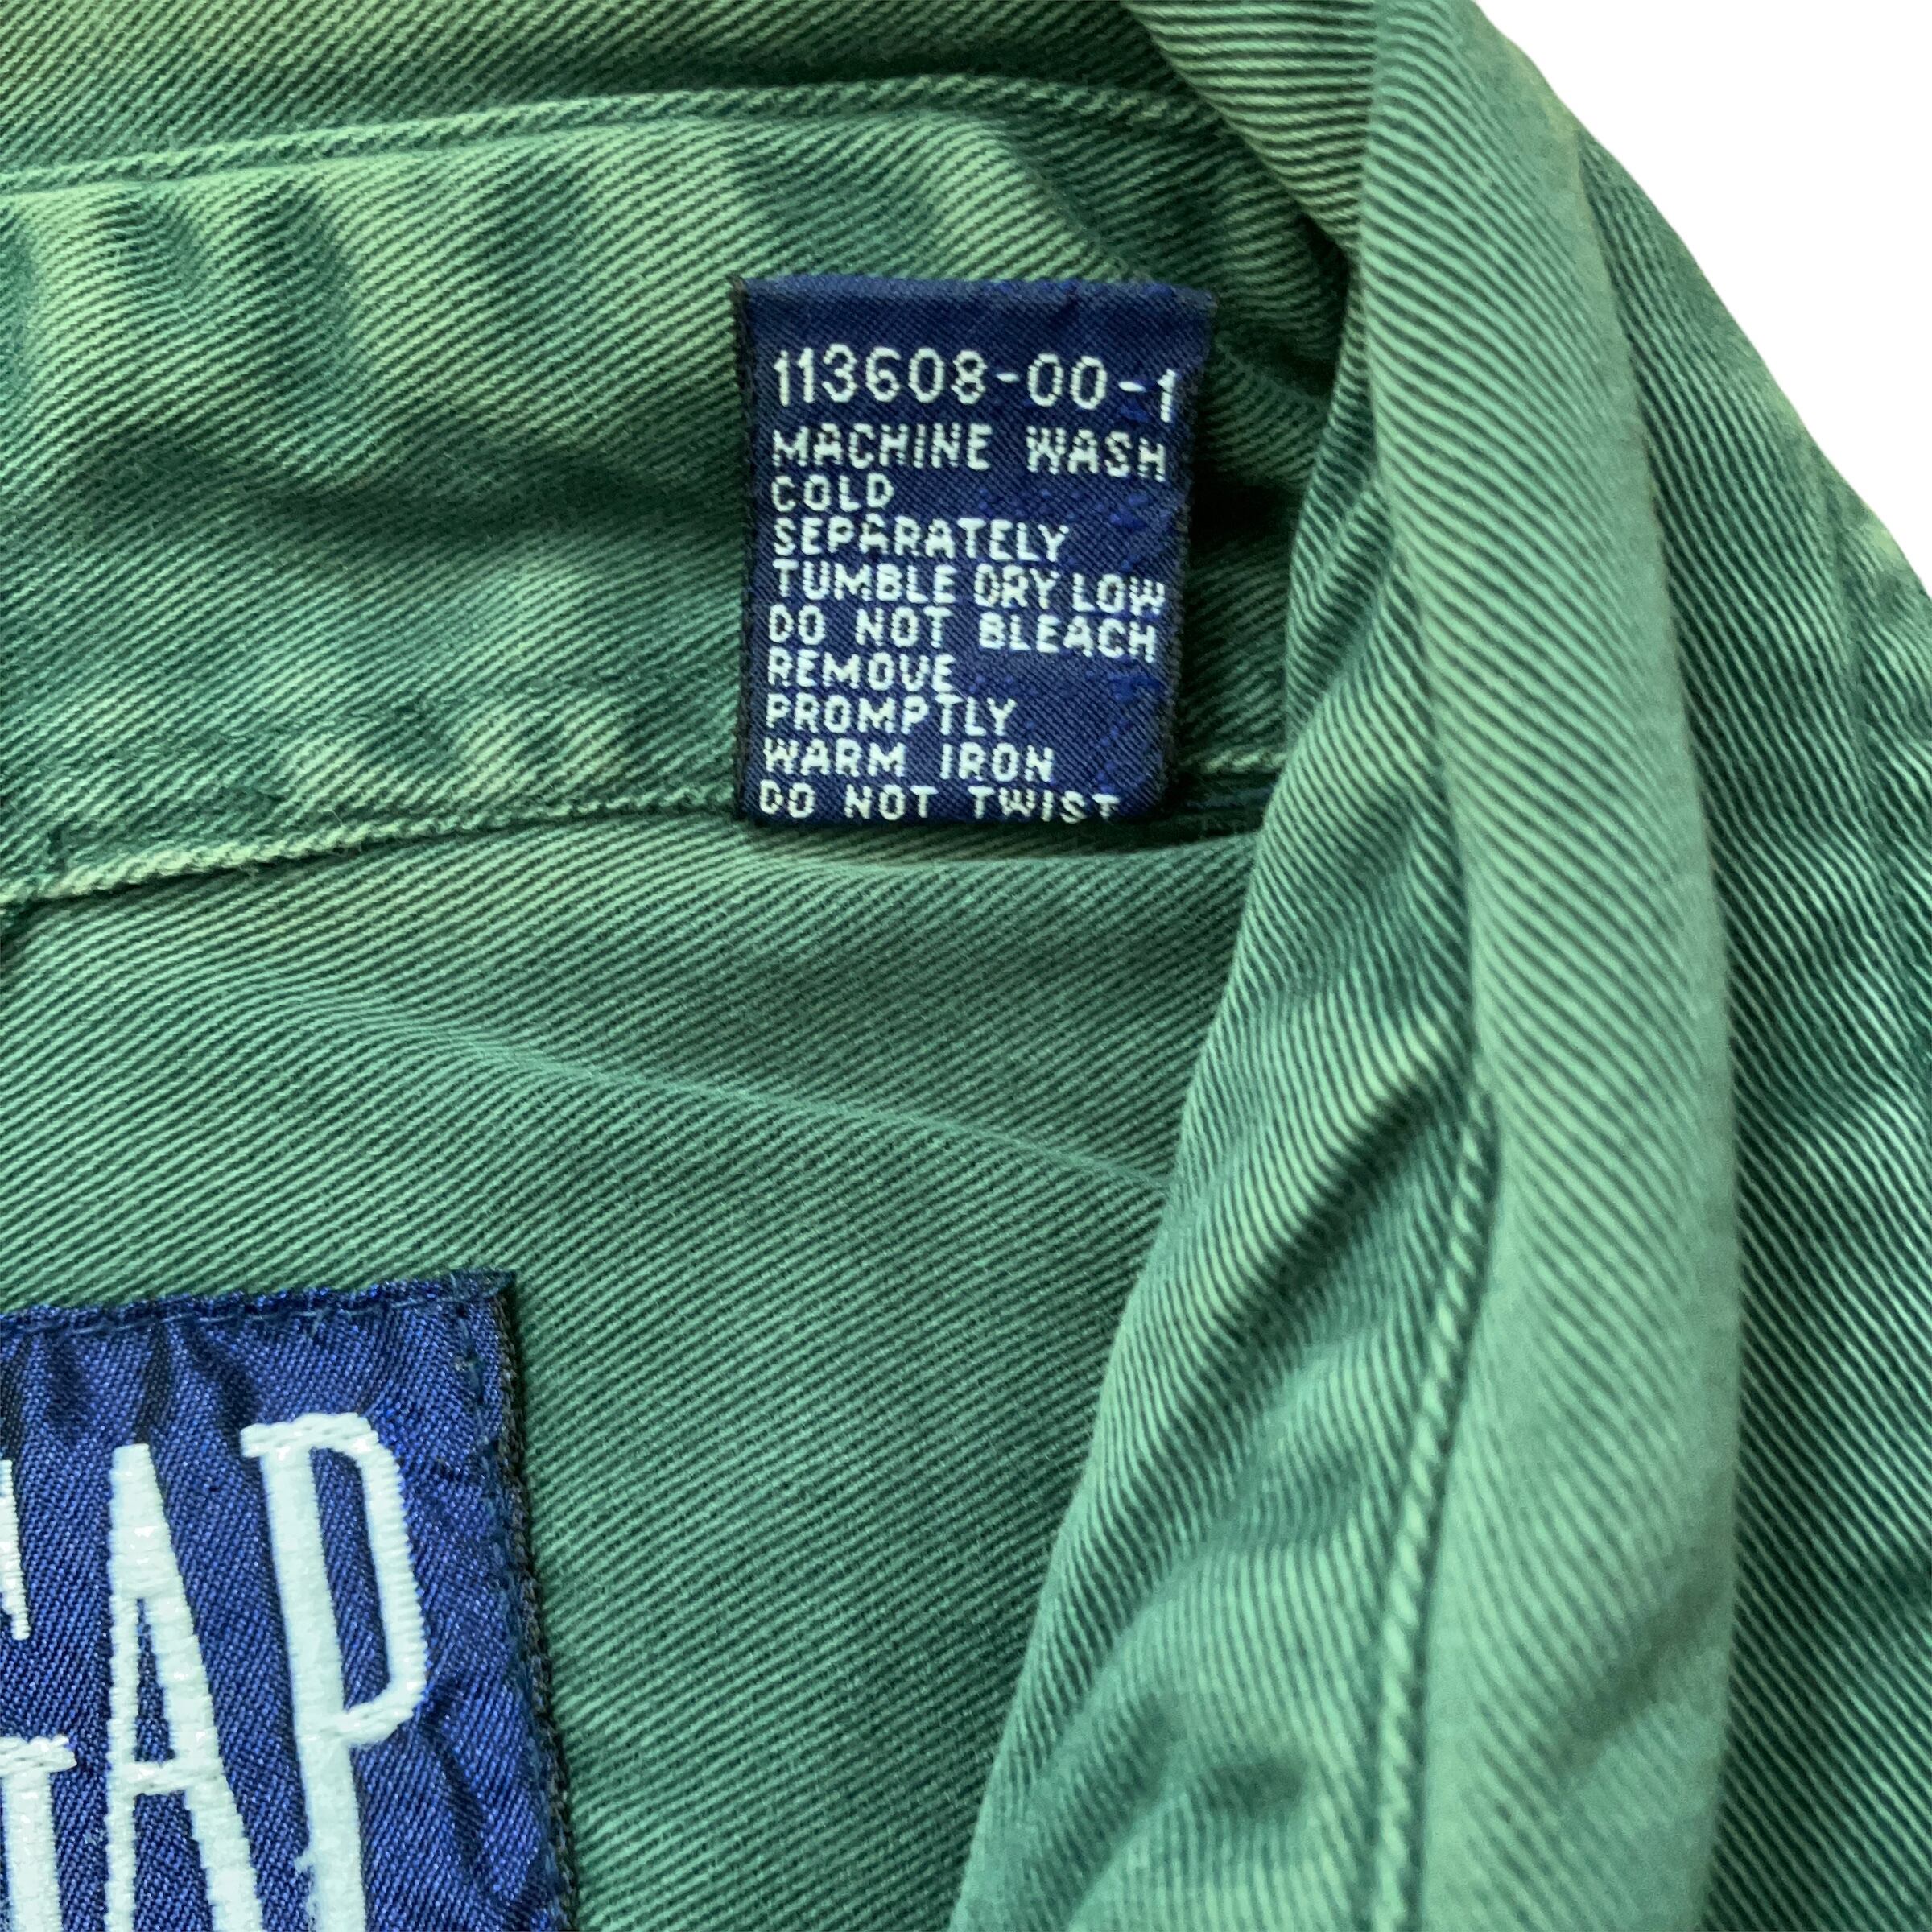 113608-00-1
MACHINE WASH
COLD
SEPARATELY
TUMBLE DRY LOW
DO NOT BLEACH
REMOVE
PROMPTLY
WARM IRON
DO NOT TWIST
GAP